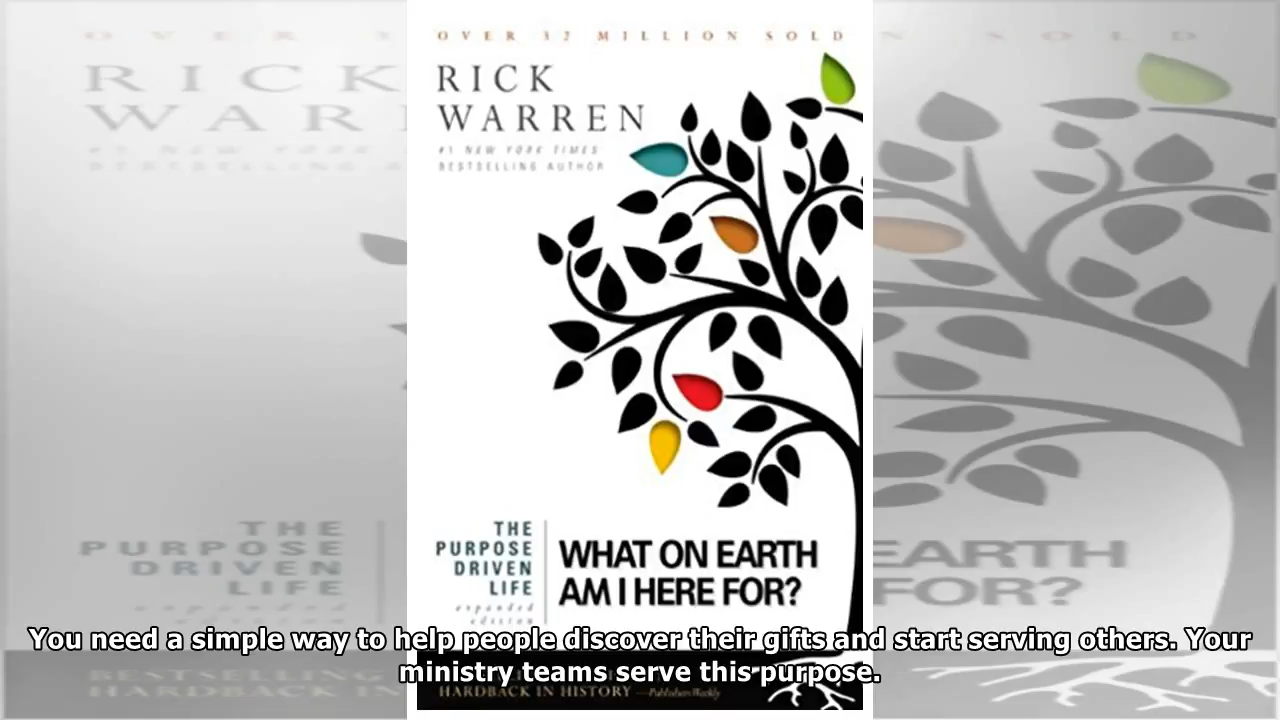 OVER 32 MILLION SOLD
RICK
WARREN
#1 NEW YORK TIMES
BESTSELLING AUTHOR
THE
PURPOSE
DRIVEN
LIFE
expanded
edition
WHAT ON EARTH
AM I HERE FOR?
You need a simple way to help people discover their gifts and start serving others. Your
ministry teams serve this purpose.
HARDBACK IN HISTORY —Publishers Weekly